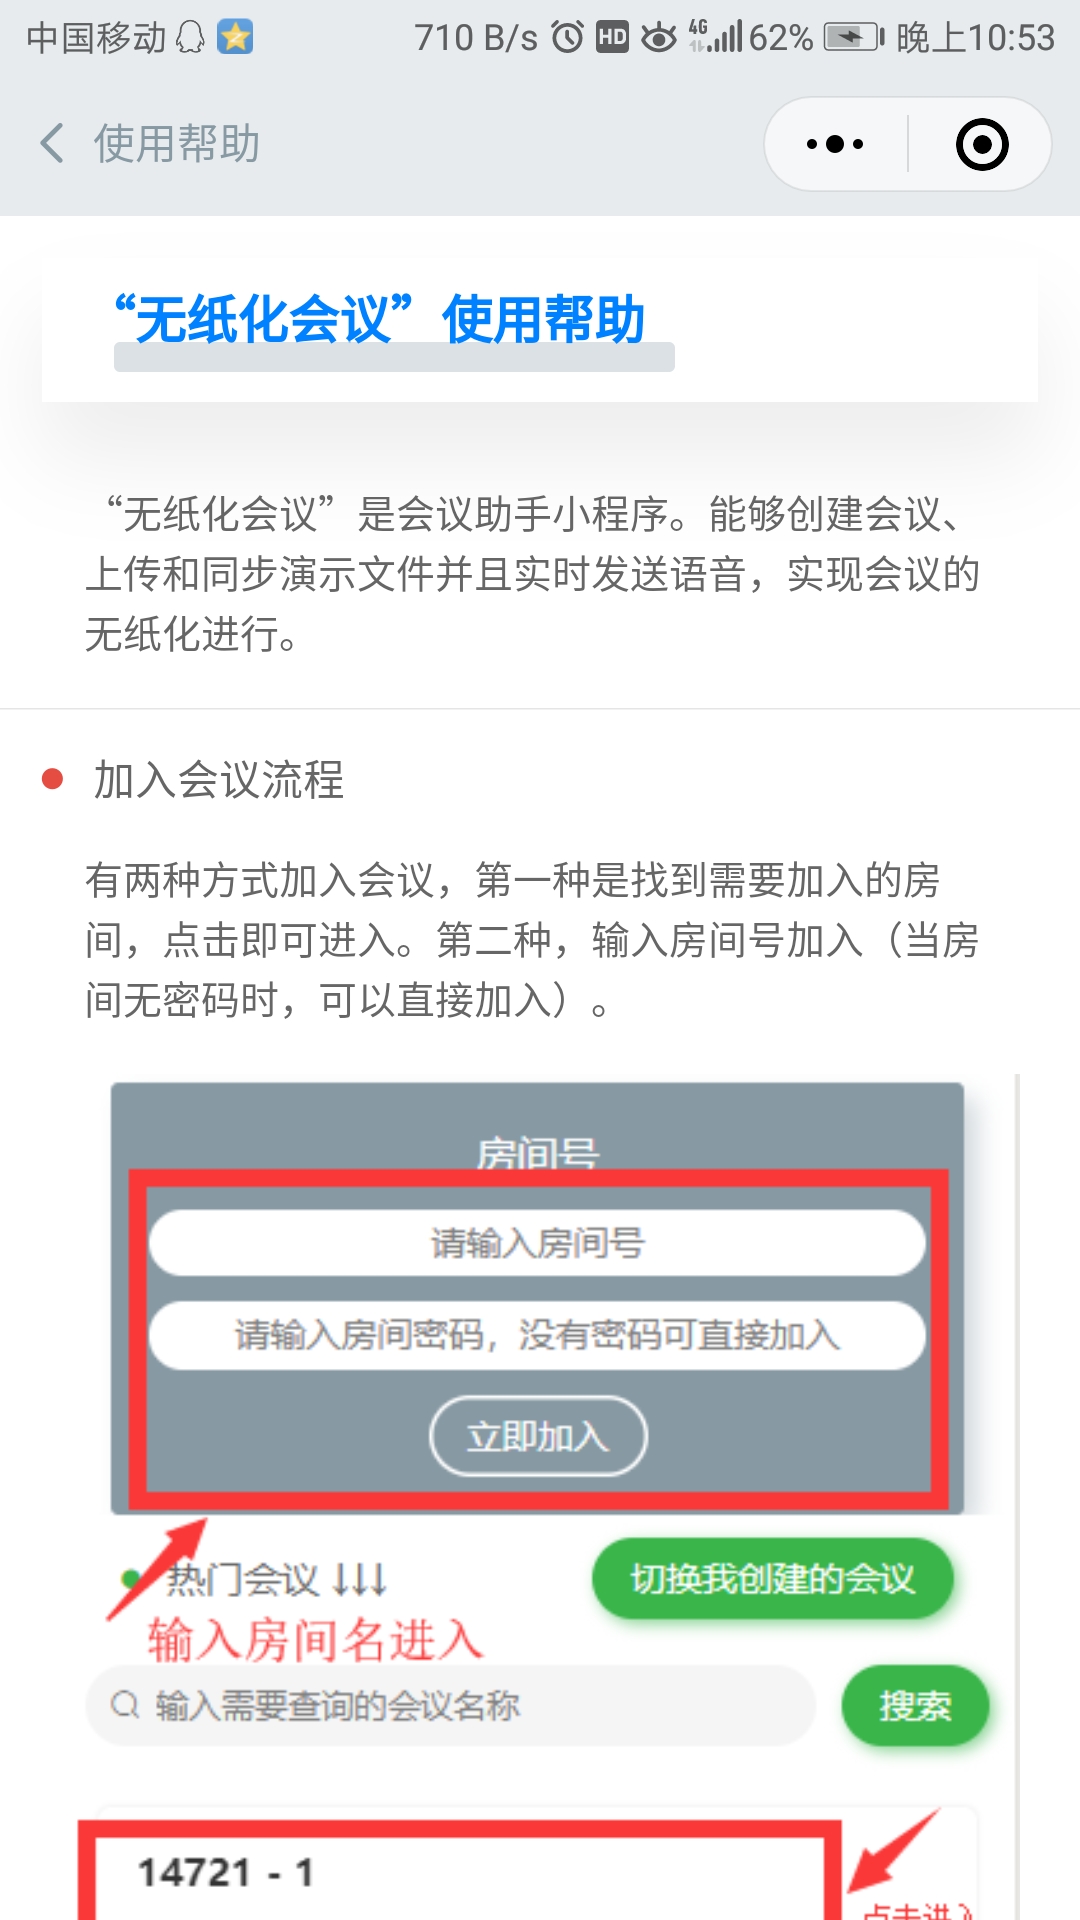 中国移动 710 B/s HD 4G 62% 晚上10:53
使用帮助
“无纸化会议”使用帮助
“无纸化会议”是会议助手小程序。能够创建会议、
上传和同步演示文件并且实时发送语音，实现会议的
无纸化进行。
加入会议流程
有两种方式加入会议，第一种是找到需要加入的房
间，点击即可进入。第二种，输入房间号加入（当房
间无密码时，可以直接加入）。
房间号
请输入房间号
请输入房间密码，没有密码可直接加入
立即加入
热门会议 ↓↓↓
切换我创建的会议
输入房间名进入
输入需要查询的会议名称
搜索
14721 - 1
点击进入